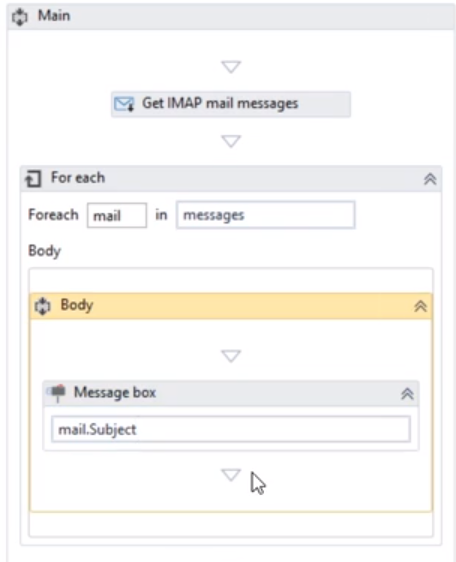 Main
Get IMAP mail messages
For each
Foreach mail in messages
Body
Body
Message box
mail.Subject